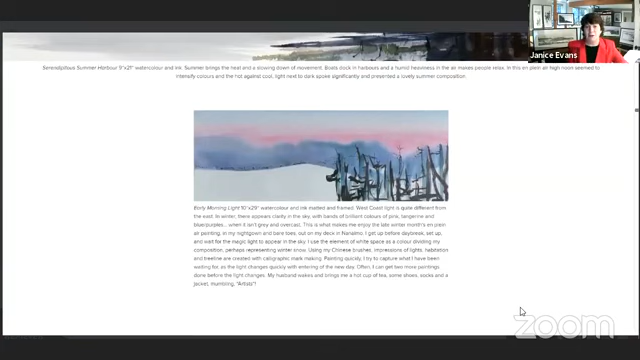 Janice Evans
Serendipitous Summer Harbour 9"x21" watercolour and ink. Summer brings the heat and a slowing down of movement. Boats dock in harbours and a humid heaviness in the air makes people relax. In this en plein air high noon seemed to
intensify colours and the hot against cool, light next to dark spoke significantly and presented a lovely summer composition.
Early Morning Light 10"x29" watercolour and ink matted and framed. West Coast light is quite different from
the east. In winter, there appears clarity in the sky, with bands of brilliant colours of pinks, tangerine and
blue/purples... when it isn't grey and overcast. This is what makes me enjoy the late winter month's en plein
air painting, in my nightgown and bare toes, out on my deck in Nanaimo. I get up before daybreak, set up,
and wait for the magic light to appear in the sky. I use the element of white space as a colour dividing my
composition, perhaps representing winter snow. Using my Chinese brushes, impressions of lights, habitation
and treeline are created with calligraphic mark making. Painting quickly, I try to capture what I have been
waiting for, as the light changes quickly with entering of the new day. Often, I can get two more paintings
done before the light changes. My husband wakes and brings me a hot cup of tea, some shoes, socks and a
jacket, mumbling, "Artists"!
zoom